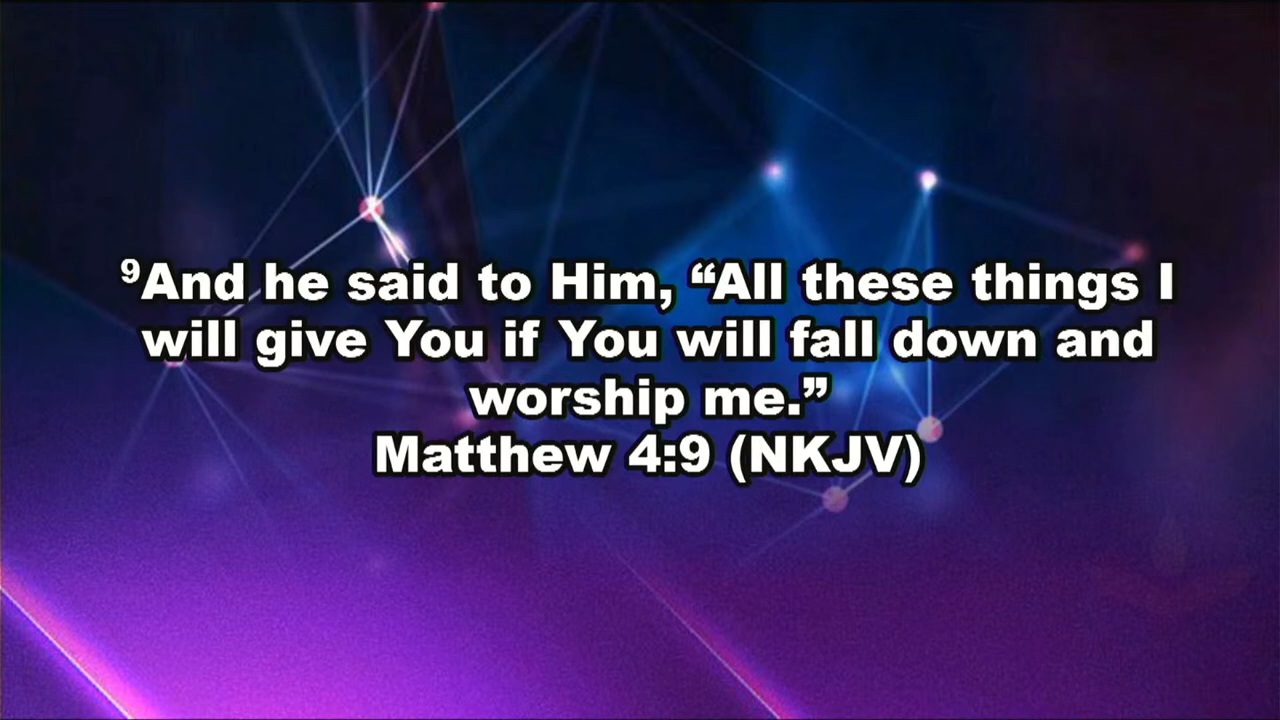 ⁹And he said to Him, “All these things I
will give You if You will fall down and
worship me.”
Matthew 4:9 (NKJV)